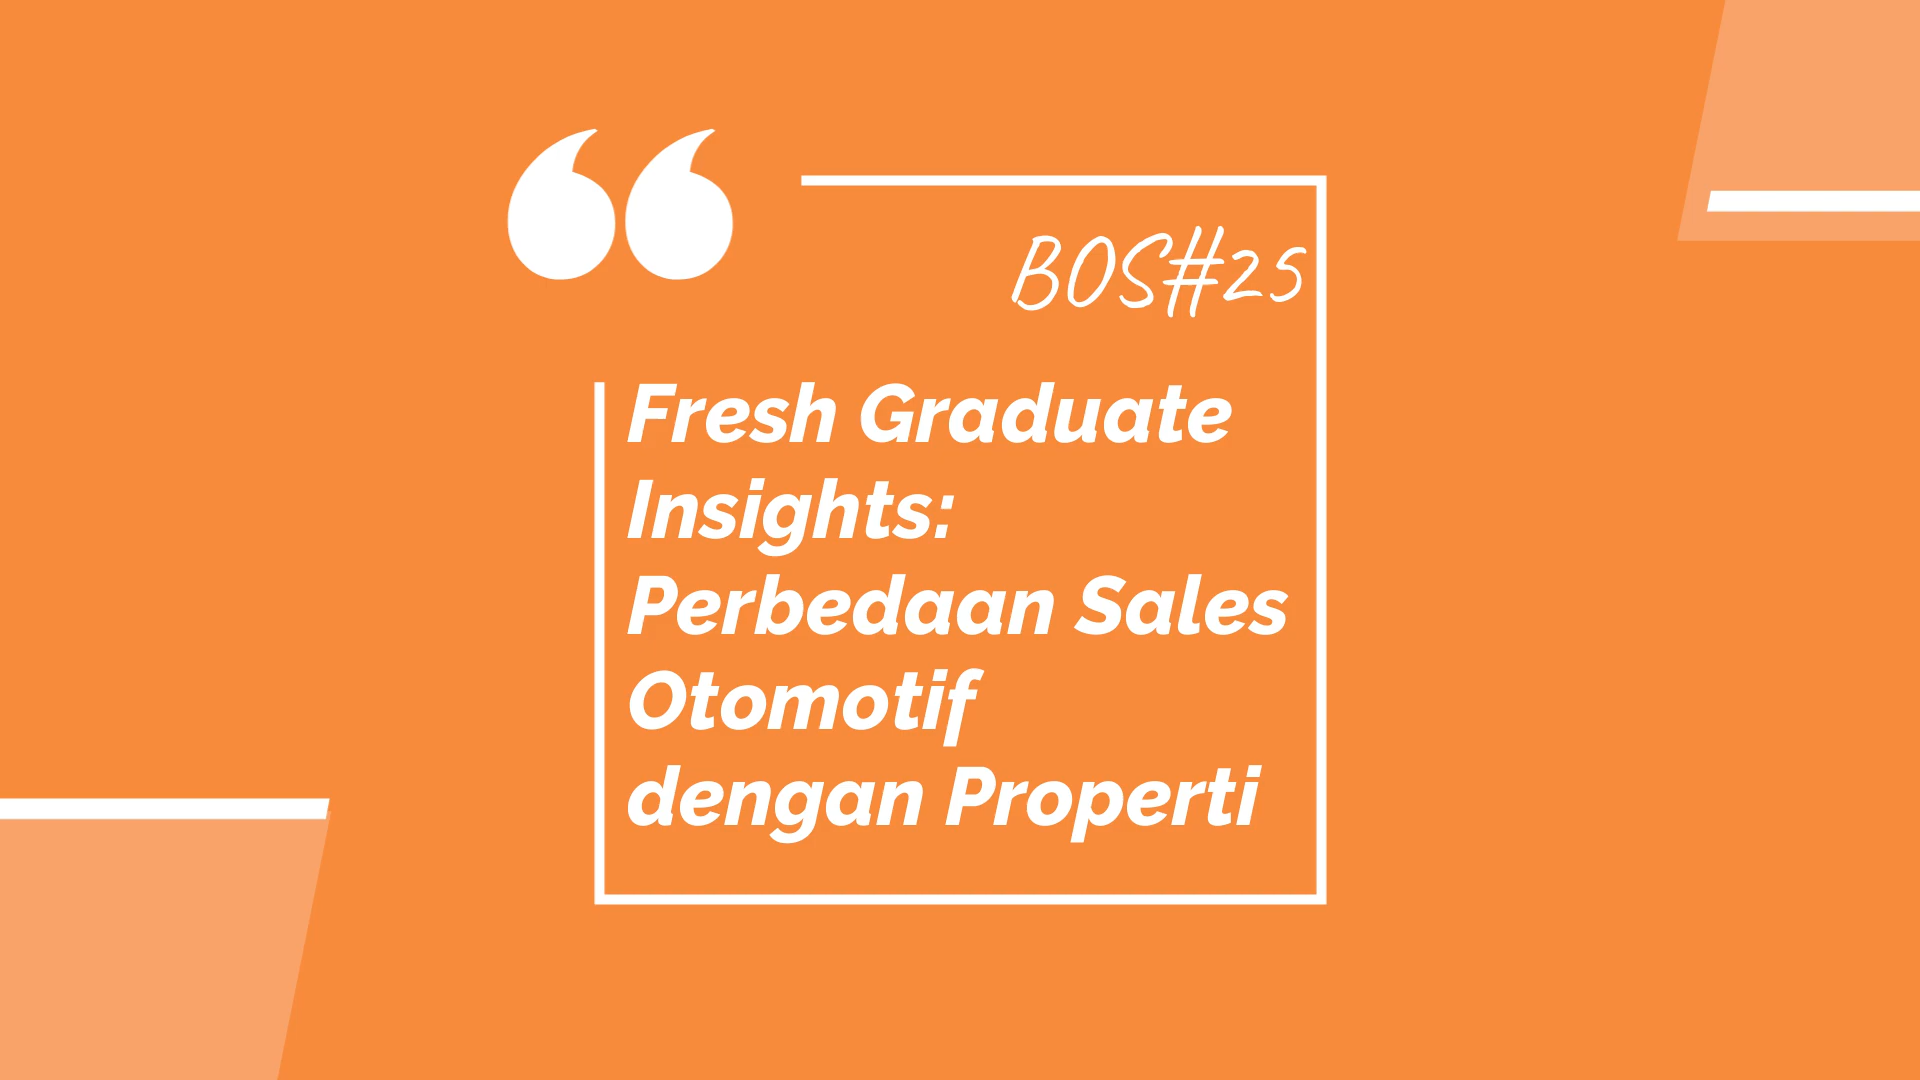 BOS#25
Fresh Graduate
Insights:
Perbedaan Sales
Otomotif
dengan Properti